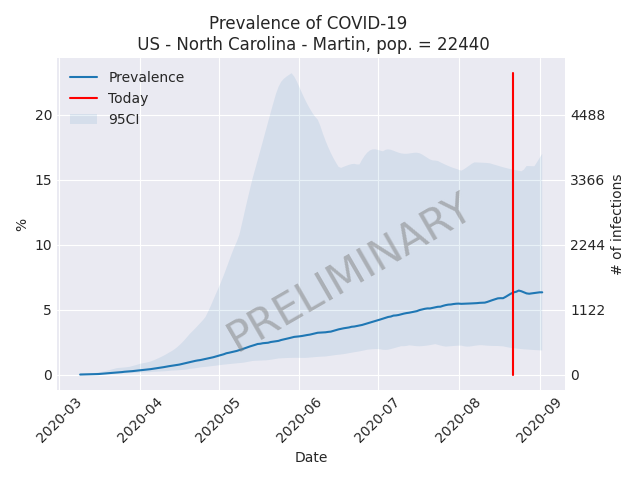 Prevalence of COVID-19
US - North Carolina - Martin, pop. = 22440
Prevalence
Today
95CI
PRELIMINARY
%
20
15
10
5
0
# of infections
4488
3366
2244
1122
0
2020-03
2020-04
2020-05
2020-06
2020-07
2020-08
2020-09
Date